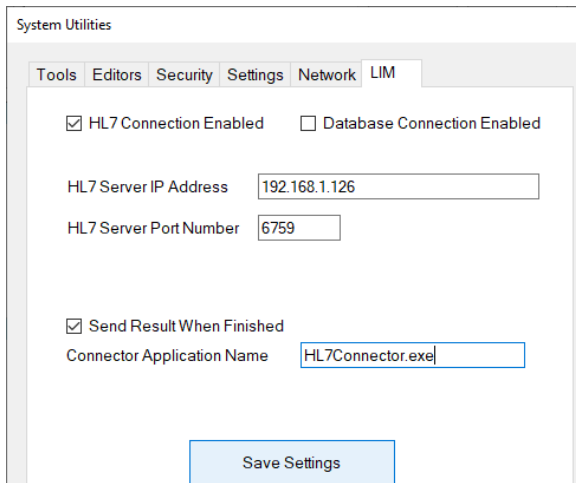 System Utilities
Tools Editors Security Settings Network LIM
HL7 Connection Enabled Database Connection Enabled
HL7 Server IP Address 192.168.1.126
HL7 Server Port Number 6759
Send Result When Finished
Connector Application Name HL7Connector.exe
Save Settings